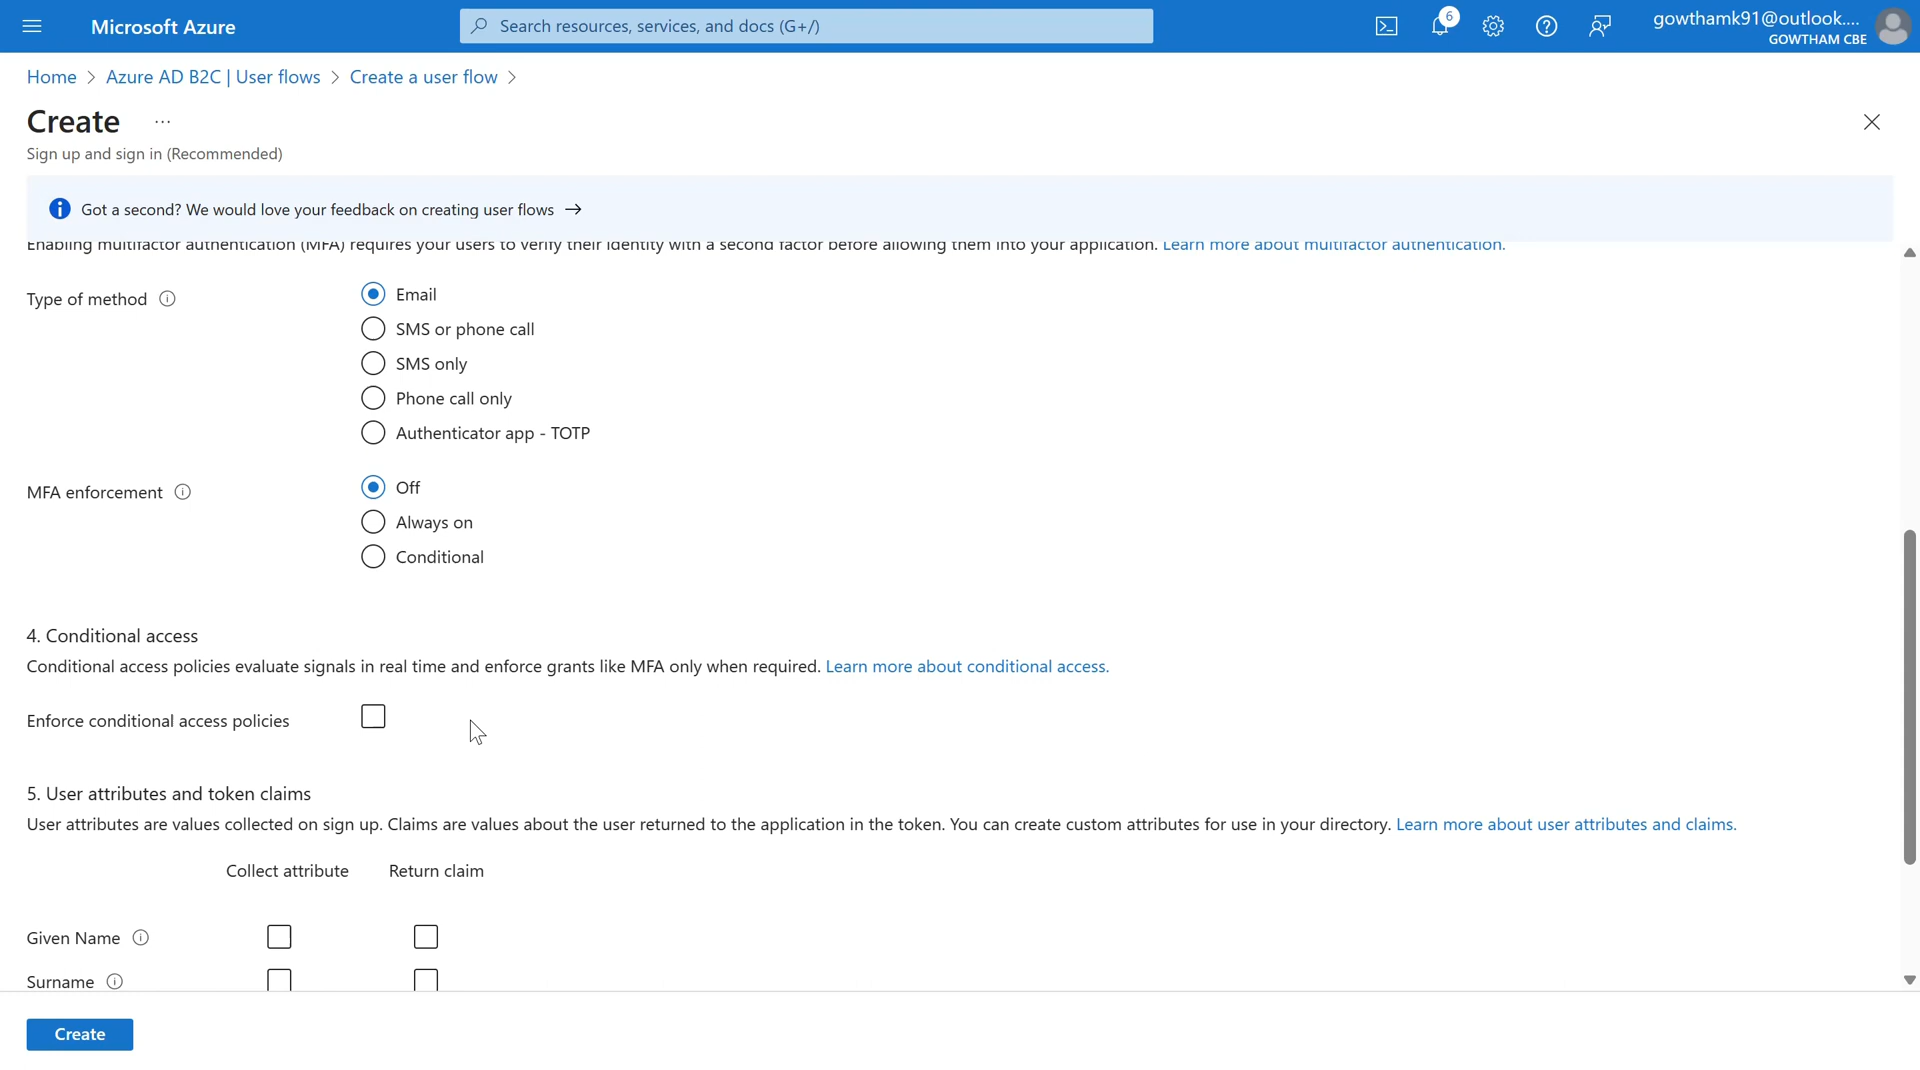 Microsoft Azure
Search resources, services, and docs (G+/)
6
gowthamk91@outlook....
GOWTHAM CBE
Home > Azure AD B2C | User flows > Create a user flow >
Create ...
Sign up and sign in (Recommended)
Got a second? We would love your feedback on creating user flows →
Enabling multifactor authentication (MFA) requires your users to verify their identity with a second factor before allowing them into your application. Learn more about multifactor authentication.
Type of method
Email
SMS or phone call
SMS only
Phone call only
Authenticator app - TOTP
MFA enforcement
Off
Always on
Conditional
4. Conditional access
Conditional access policies evaluate signals in real time and enforce grants like MFA only when required. Learn more about conditional access.
Enforce conditional access policies
5. User attributes and token claims
User attributes are values collected on sign up. Claims are values about the user returned to the application in the token. You can create custom attributes for use in your directory. Learn more about user attributes and claims.
Collect attribute Return claim
Given Name
Surname
Create